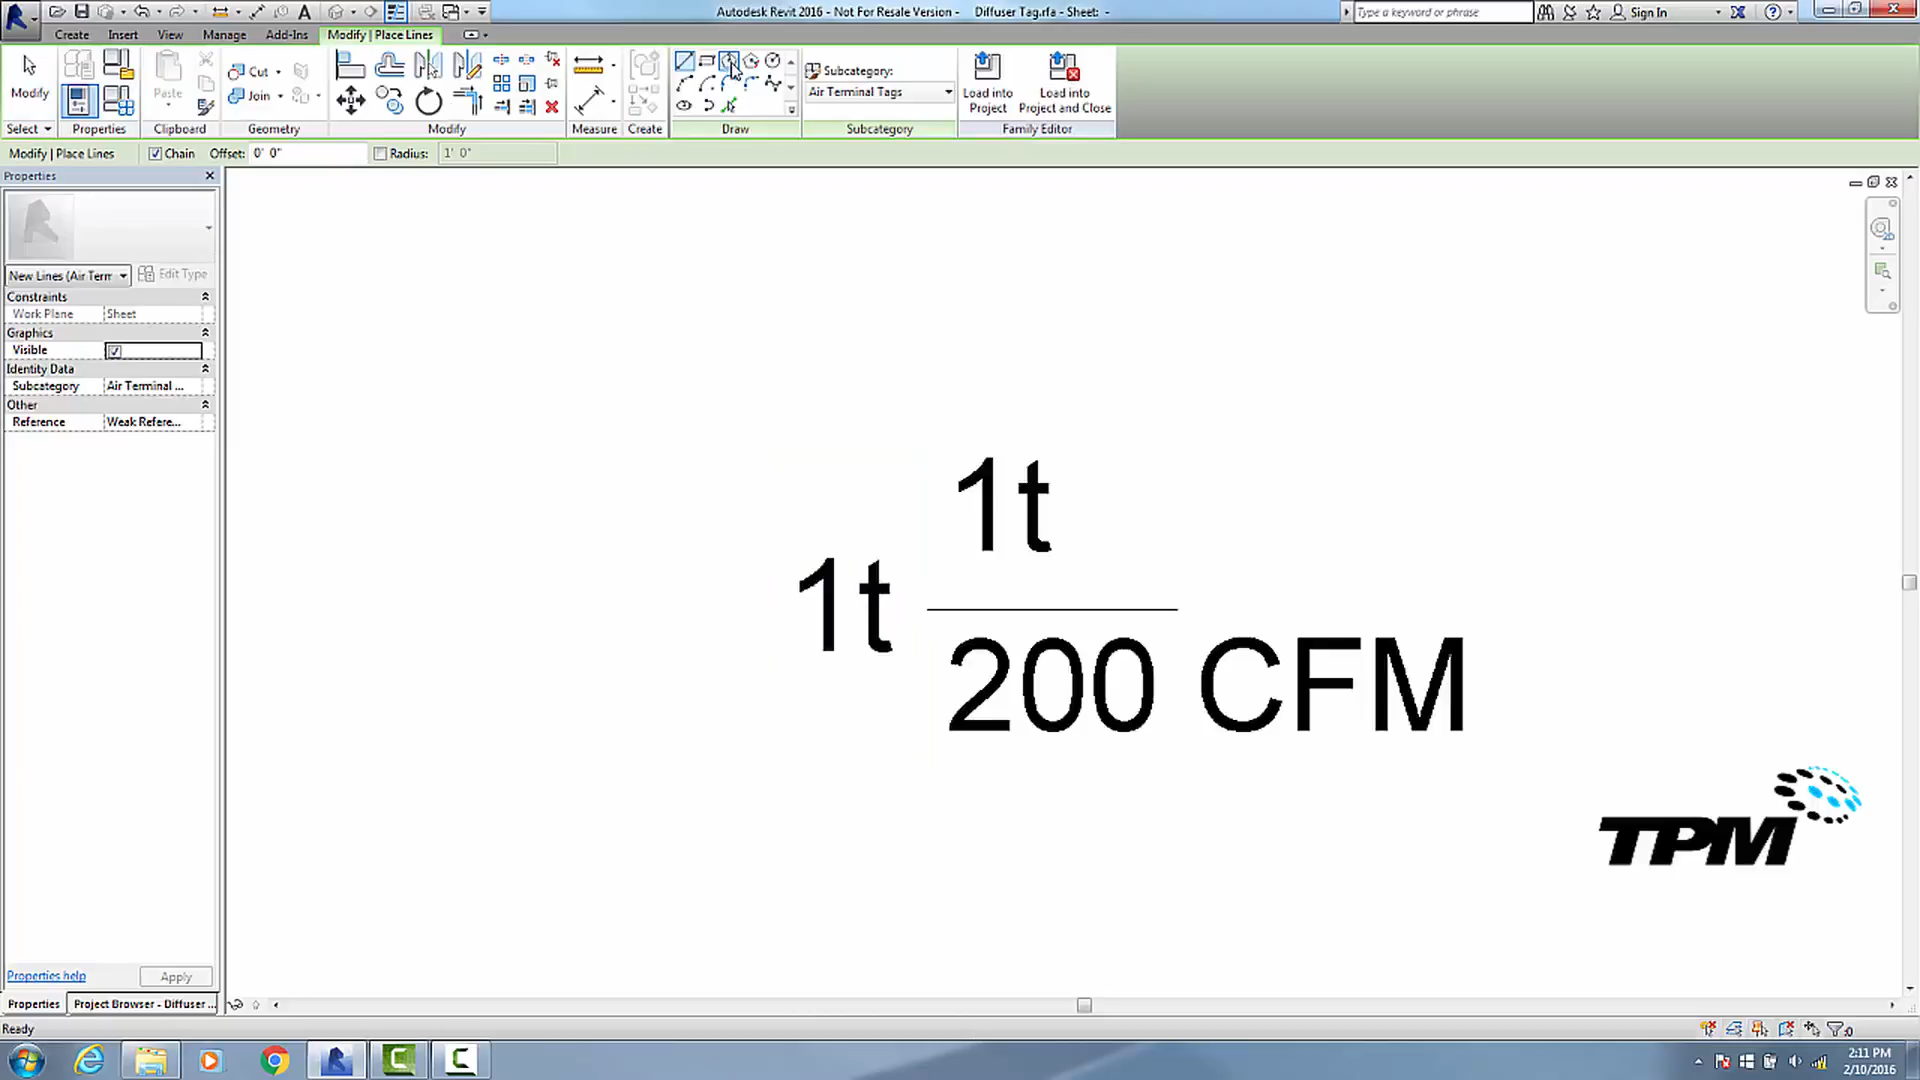 Autodesk Revit 2016 - Not For Resale Version - Diffuser Tag.rfa - Sheet: -
Type a keyword or phrase
Sign In
Create Insert View Manage Add-Ins Modify | Place Lines
Modify
Paste
Cut
Join
Subcategory:
Air Terminal Tags
Load into Project
Load into Project and Close
Select Properties Clipboard Geometry Modify Measure Create Draw Subcategory Family Editor
Modify | Place Lines Chain Offset: 0' 0" Radius: 1' 0"
Properties
New Lines (Air Terr Edit Type
Constraints
Work Plane Sheet
Graphics
Visible
Identity Data
Subcategory Air Terminal ...
Other
Reference Weak Refere...
1t
1t
200 CFM
TPM
Properties help Apply
Properties Project Browser - Diffuser ...
Ready
:0
2:11 PM
2/10/2016